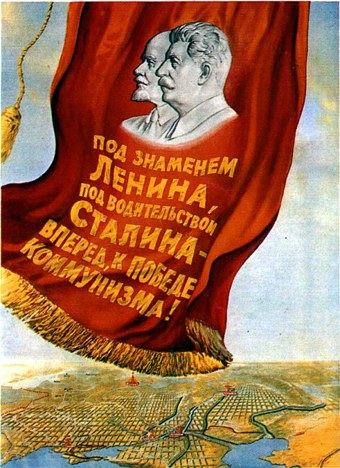 ПОД ЗНАМЕНЕМ
ЛЕНИНА,
ПОД ВОДИТЕЛЬСТВОМ
СТАЛИНА-
ВПЕРЕД, К ПОБЕДЕ
КОММУНИЗМА!